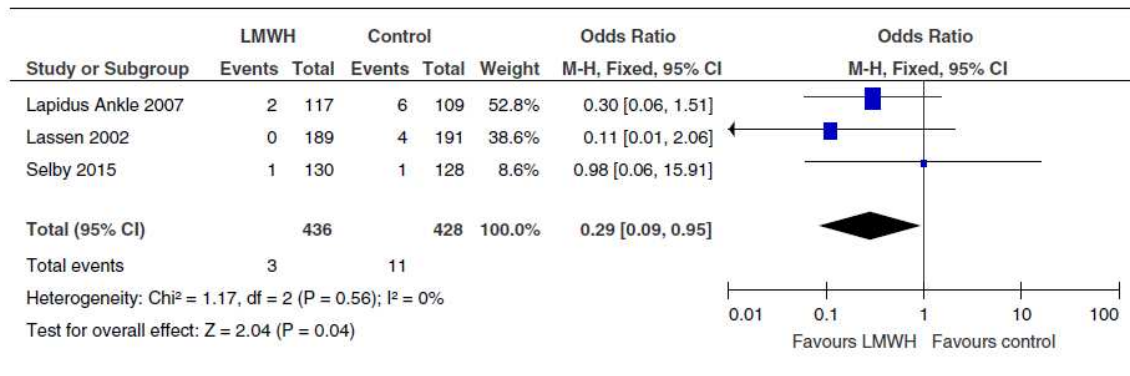 LMWH Control Odds Ratio Odds Ratio
Study or Subgroup Events Total Events Total Weight M-H, Fixed, 95% CI M-H, Fixed, 95% CI
Lapidus Ankle 2007 2 117 6 109 52.8% 0.30 [0.06, 1.51]
Lassen 2002 0 189 4 191 38.6% 0.11 [0.01, 2.06]
Selby 2015 1 130 1 128 8.6% 0.98 [0.06, 15.91]
Total (95% CI) 436 428 100.0% 0.29 [0.09, 0.95]
Total events 3 11
Heterogeneity: Chi² = 1.17, df = 2 (P = 0.56); I² = 0%
Test for overall effect: Z = 2.04 (P = 0.04)
0.01 0.1 1 10 100
Favours LMWH Favours control